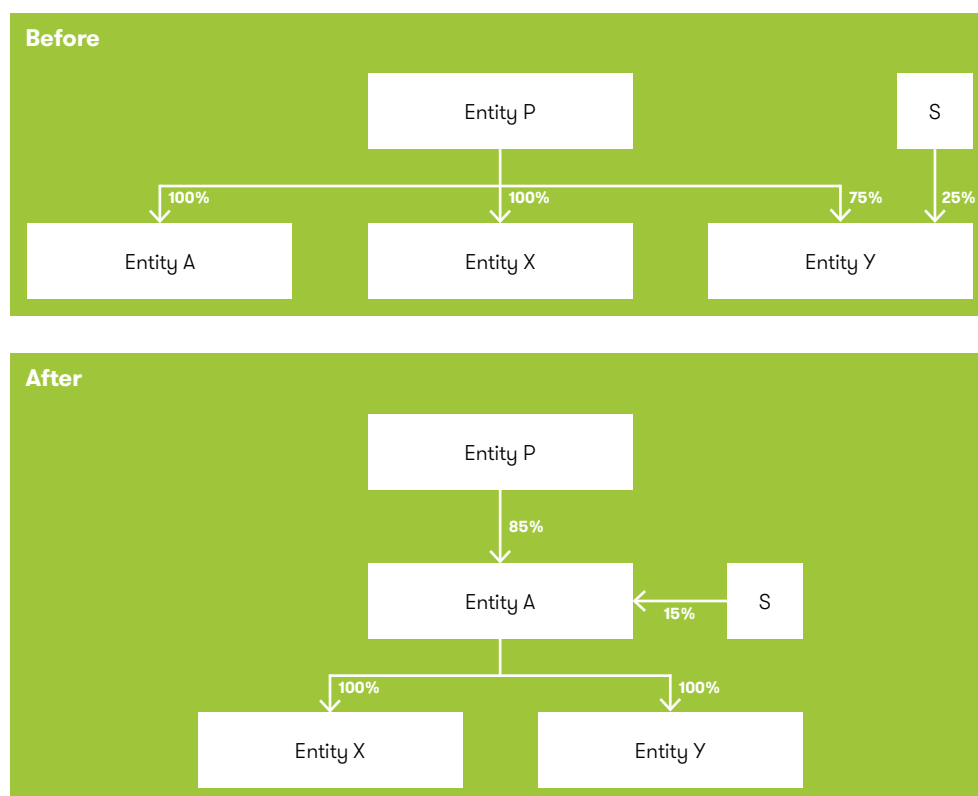 Before
Entity P
S
100%
100%
75%
25%
Entity A
Entity X
Entity Y
After
Entity P
85%
Entity A
15%
S
100%
100%
Entity X
Entity Y